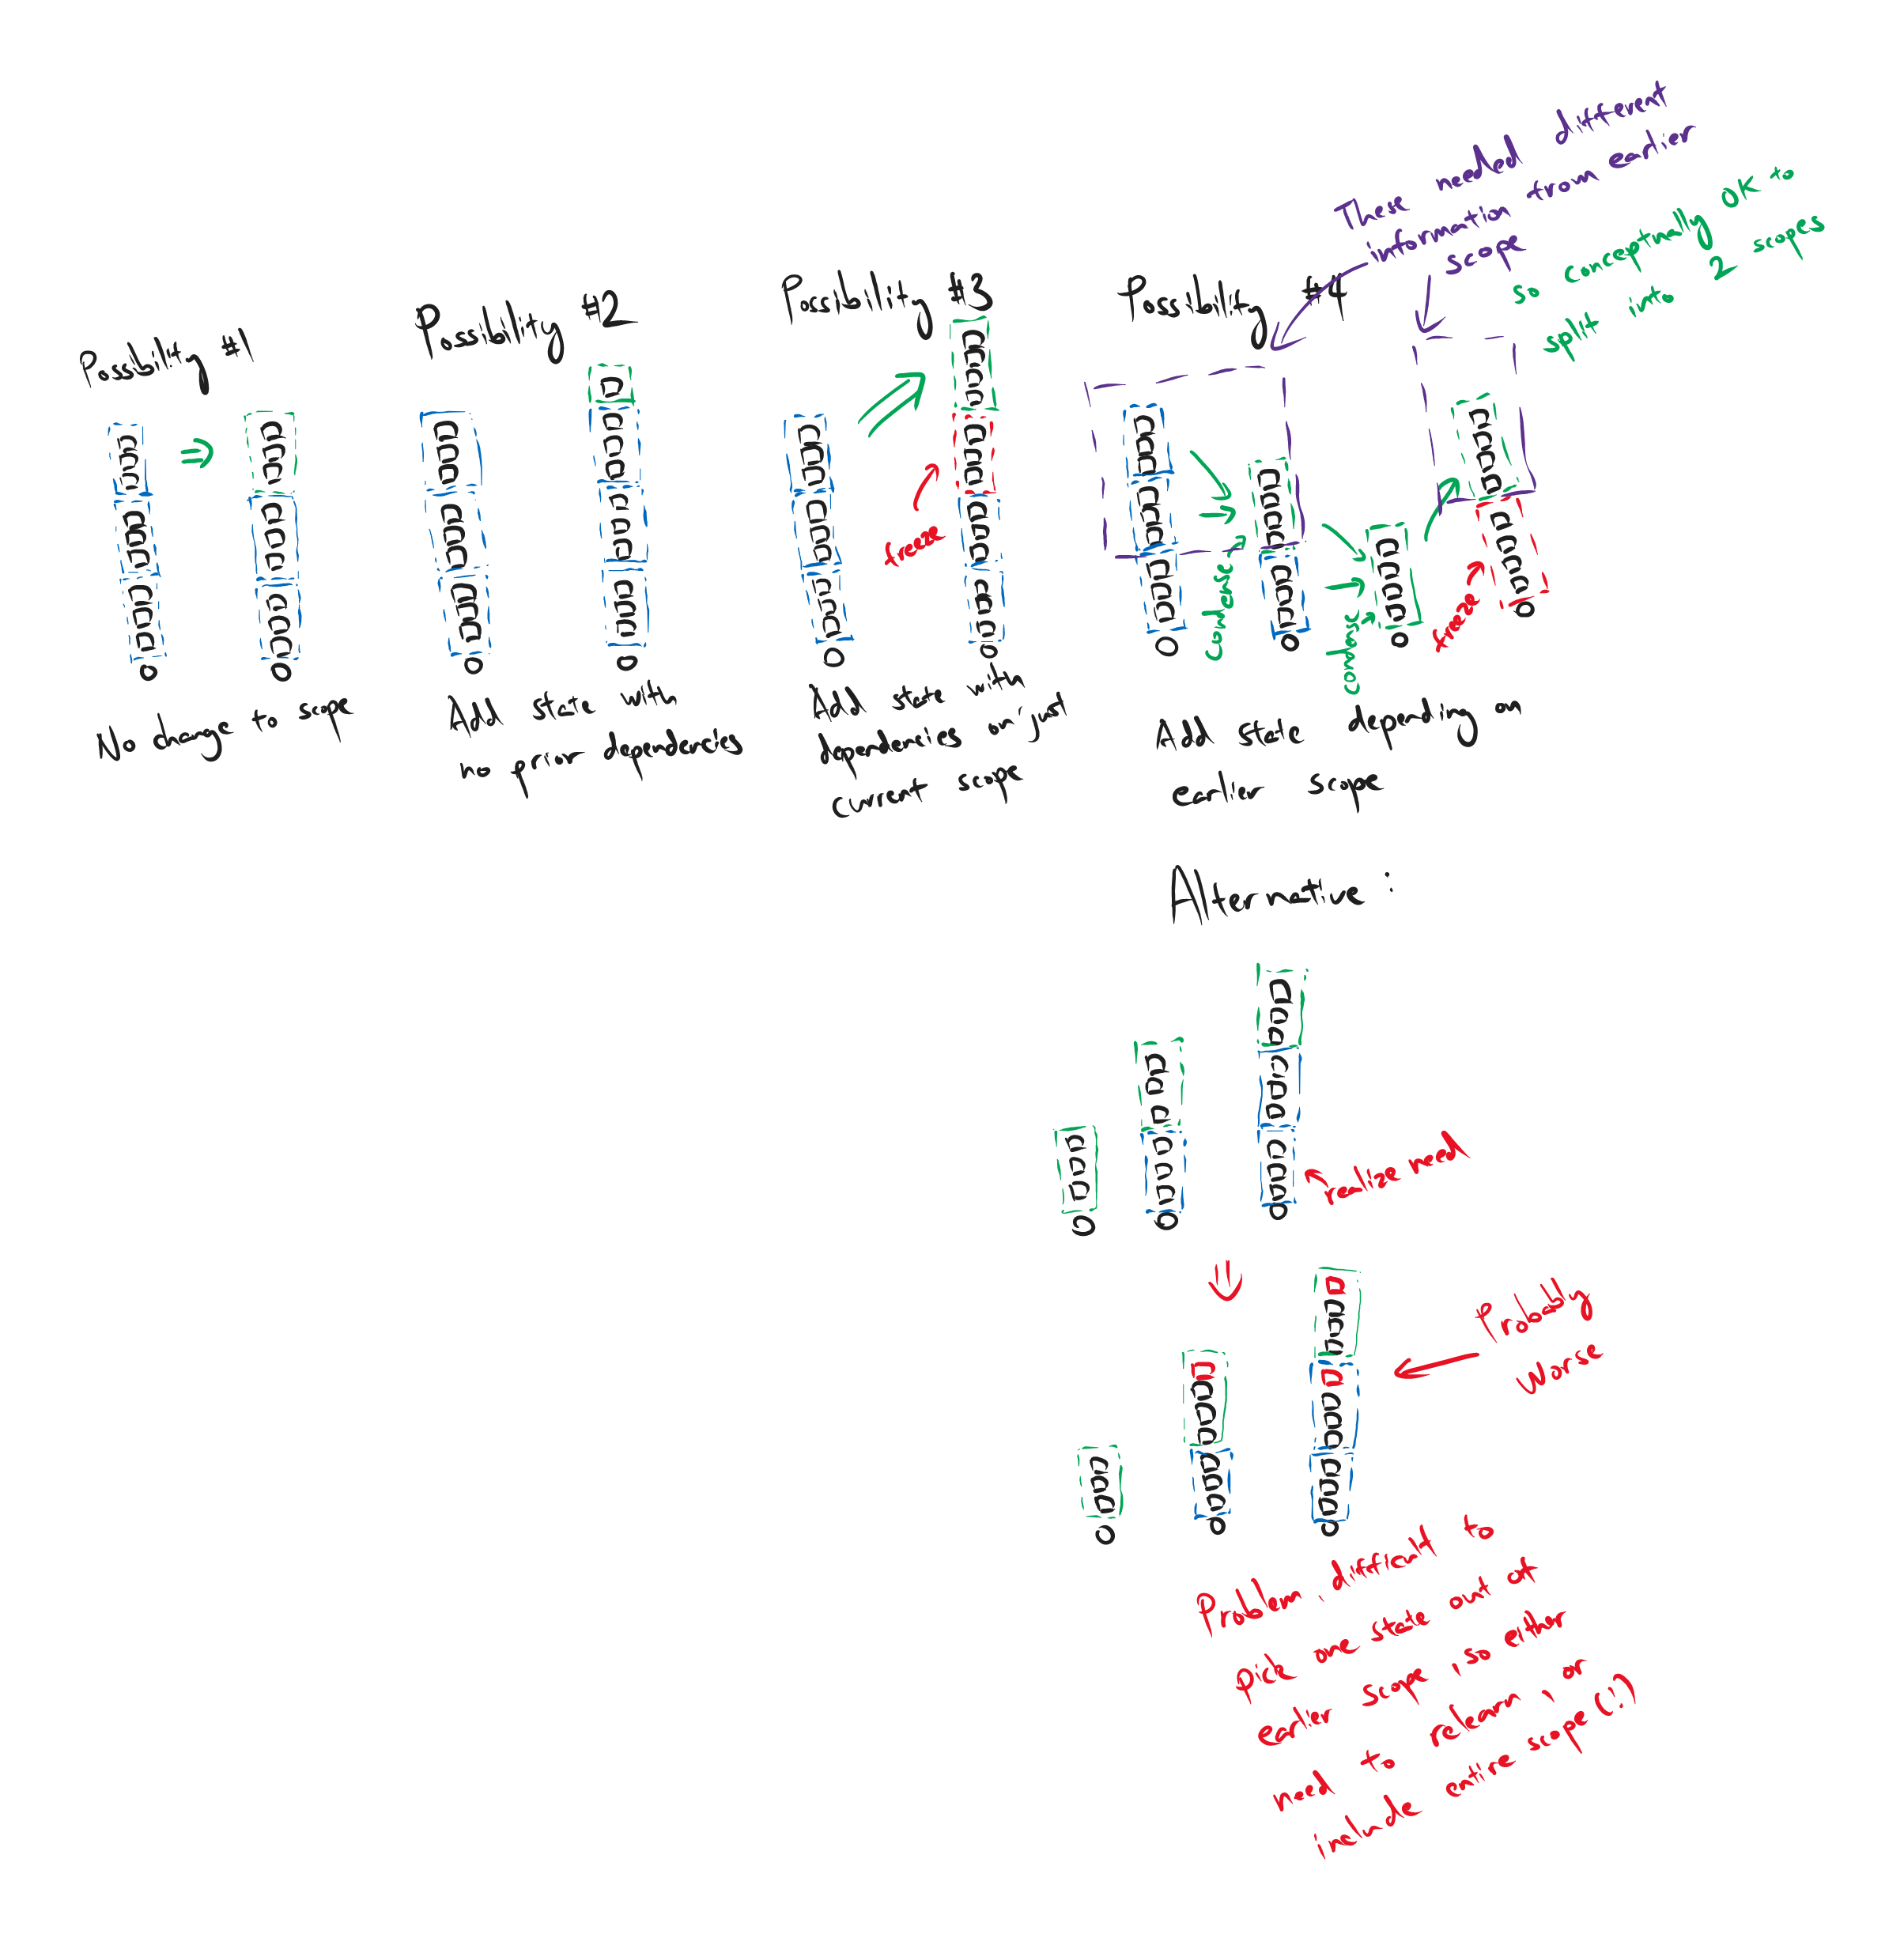 These needed different
information from earlier
scope
so conceptually OK to
split into 2 scopes
Possibility #1
Possibility #2
Possibility #3
Possibility #4
freeze
condense
condense
freeze
No change to scope
Add state with
no prior dependencies
Add state with
dependencies on just
current scope
Add state depending on
earlier scope
Alternative:
realize need
Probably
worse
Problem, difficult to
pick one state out of
earlier scope, so either
need to relearn, or
include entire scope (!)